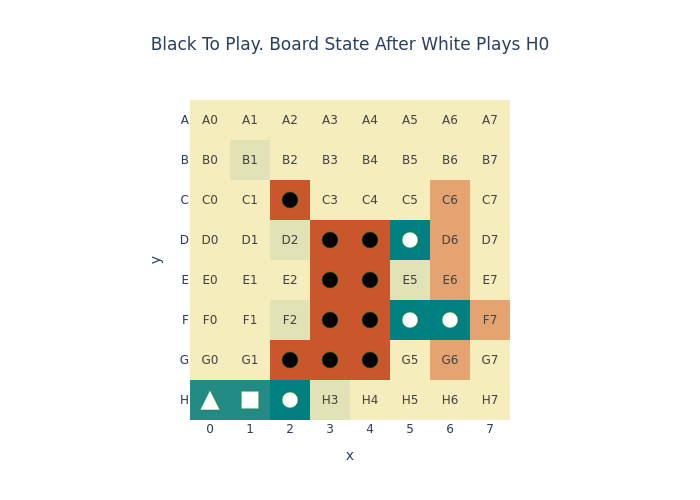 Black To Play. Board State After White Plays H0
A A0 A1 A2 A3 A4 A5 A6 A7
B B0 B1 B2 B3 B4 B5 B6 B7
C C0 C1 C3 C4 C5 C6 C7
D D0 D1 D2 D6 D7
y
E E0 E1 E2 E5 E6 E7
F F0 F1 F2 F7
G G0 G1 G5 G6 G7
H H3 H4 H5 H6 H7
0 1 2 3 4 5 6 7
x